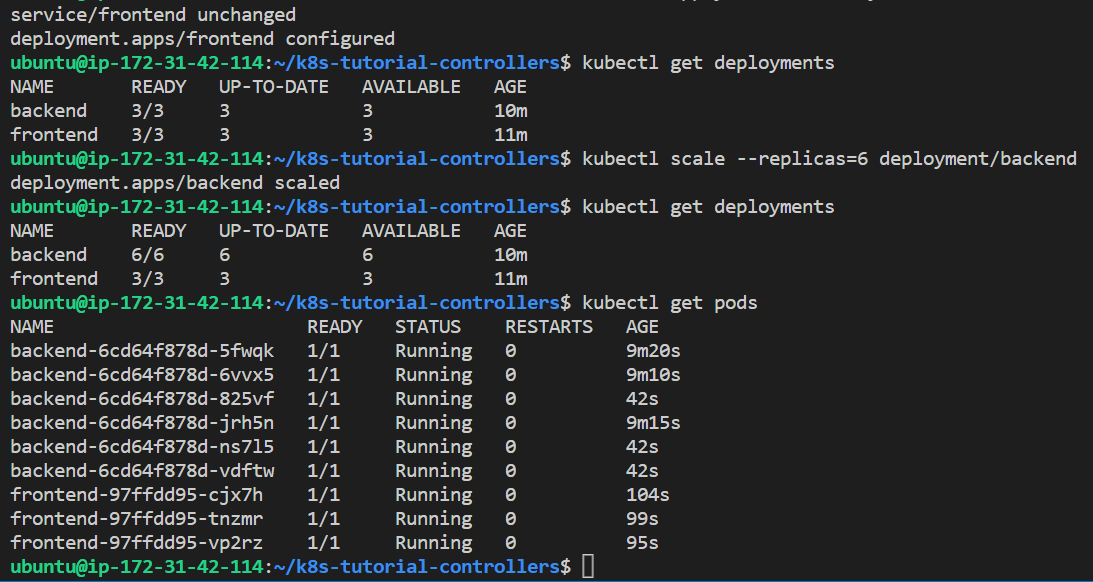 service/frontend unchanged
deployment.apps/frontend configured
ubuntu@ip-172-31-42-114:~/k8s-tutorial-controllers$ kubectl get deployments
NAME       READY   UP-TO-DATE   AVAILABLE   AGE
backend    3/3     3            3           10m
frontend   3/3     3            3           11m
ubuntu@ip-172-31-42-114:~/k8s-tutorial-controllers$ kubectl scale --replicas=6 deployment/backend
deployment.apps/backend scaled
ubuntu@ip-172-31-42-114:~/k8s-tutorial-controllers$ kubectl get deployments
NAME       READY   UP-TO-DATE   AVAILABLE   AGE
backend    6/6     6            6           10m
frontend   3/3     3            3           11m
ubuntu@ip-172-31-42-114:~/k8s-tutorial-controllers$ kubectl get pods
NAME                       READY   STATUS    RESTARTS   AGE
backend-6cd64f878d-5fwqk   1/1     Running   0          9m20s
backend-6cd64f878d-6vvx5   1/1     Running   0          9m10s
backend-6cd64f878d-825vf   1/1     Running   0          42s
backend-6cd64f878d-jrh5n   1/1     Running   0          9m15s
backend-6cd64f878d-ns7l5   1/1     Running   0          42s
backend-6cd64f878d-vdftw   1/1     Running   0          42s
frontend-97ffdd95-cjx7h    1/1     Running   0          104s
frontend-97ffdd95-tnzmr    1/1     Running   0          99s
frontend-97ffdd95-vp2rz    1/1     Running   0          95s
ubuntu@ip-172-31-42-114:~/k8s-tutorial-controllers$